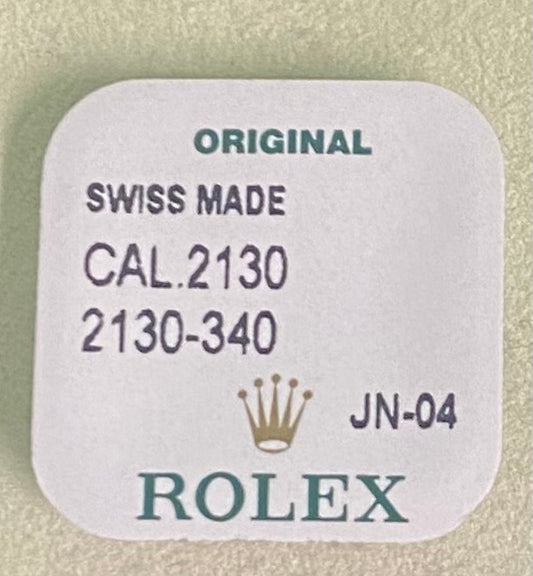 ORIGINAL
SWISS MADE
CAL.2130
2130-340
JN-04
ROLEX